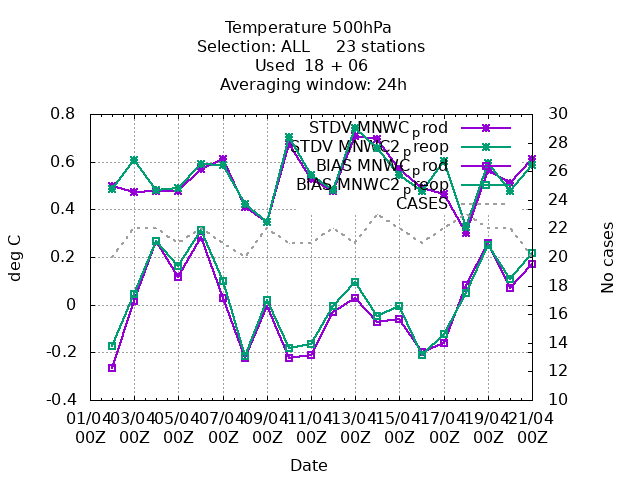 Temperature 500hPa
Selection: ALL     23 stations
Used  18 + 06
Averaging window: 24h
0.8
0.6
0.4
0.2
0
-0.2
-0.4
deg C
30
28
26
24
22
20
18
16
14
12
10
No cases
STDV MNWC_prod
STDV MNWC2_preop
BIAS MNWC_prod
BIAS MNWC2_preop
CASES
01/04 03/04 05/04 07/04 09/04 11/04 13/04 15/04 17/04 19/04 21/04
00Z 00Z 00Z 00Z 00Z 00Z 00Z 00Z 00Z 00Z 00Z
Date